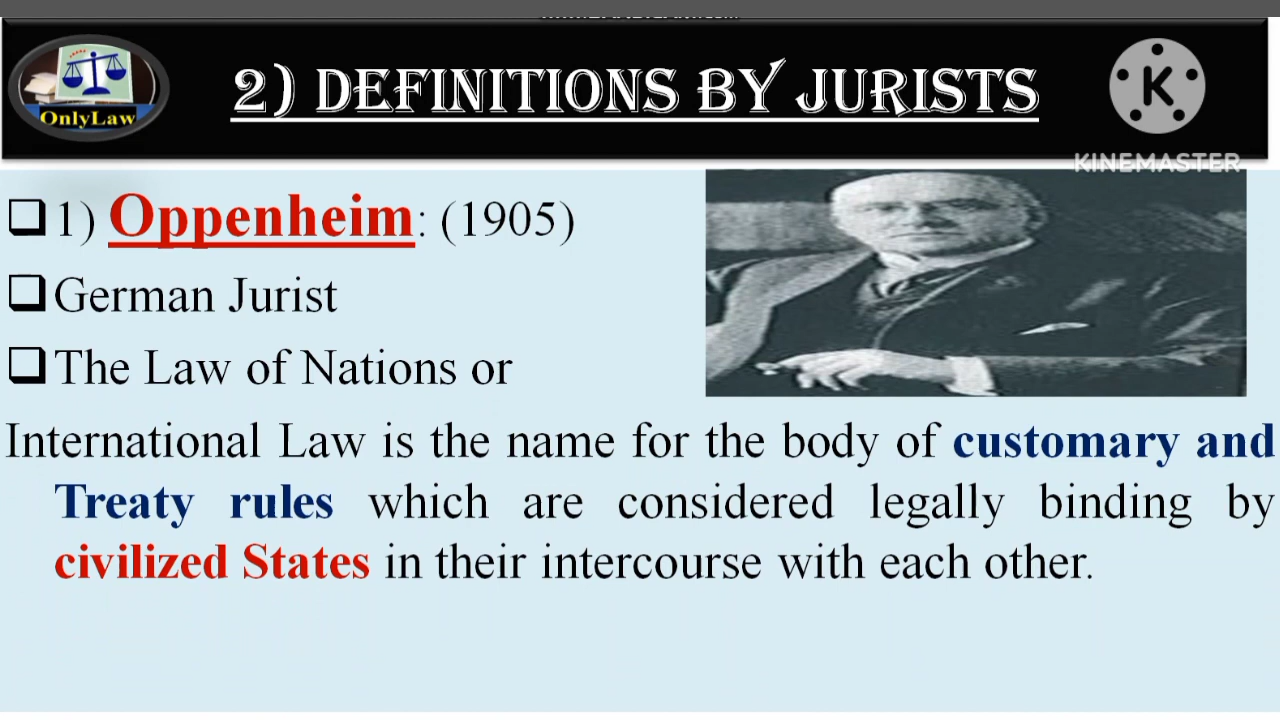 2) DEFINITIONS BY JURISTS
OnlyLaw
K
KINEMASTER
❑1) Oppenheim: (1905)
❑German Jurist
❑The Law of Nations or
International Law is the name for the body of customary and
Treaty rules which are considered legally binding by
civilized States in their intercourse with each other.